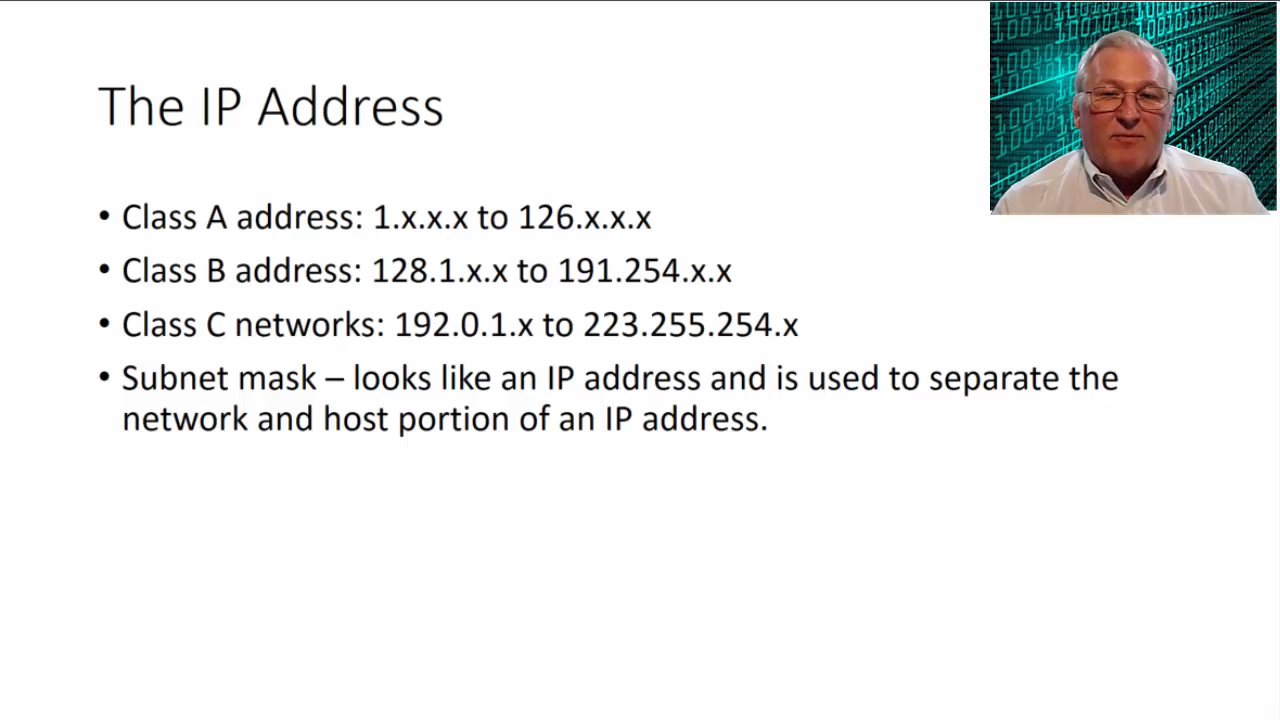 The IP Address
• Class A address: 1.x.x.x to 126.x.x.x
• Class B address: 128.1.x.x to 191.254.x.x
• Class C networks: 192.0.1.x to 223.255.254.x
• Subnet mask – looks like an IP address and is used to separate the
network and host portion of an IP address.